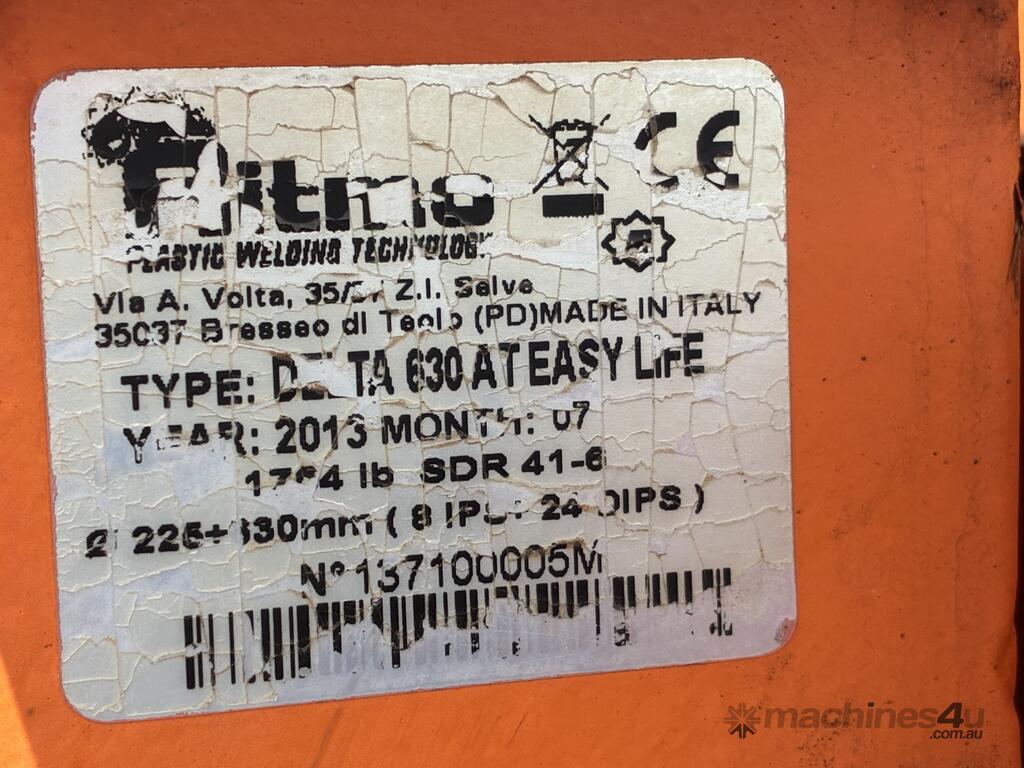 Ritmo
PLASTIC WELDING TECHNOLOGY
CE
Via A. Volta, 35/37 Z.I. Selve
35037 Bresseo di Teolo (PD) MADE IN ITALY
TYPE: DELTA 630 AT EASY LIFE
YEAR: 2013 MONTH: 07
lb SDR 41-6
225÷630mm ( 8 IPS÷ 24 DIPS )
N° 137100005M
machines4u
.com.au